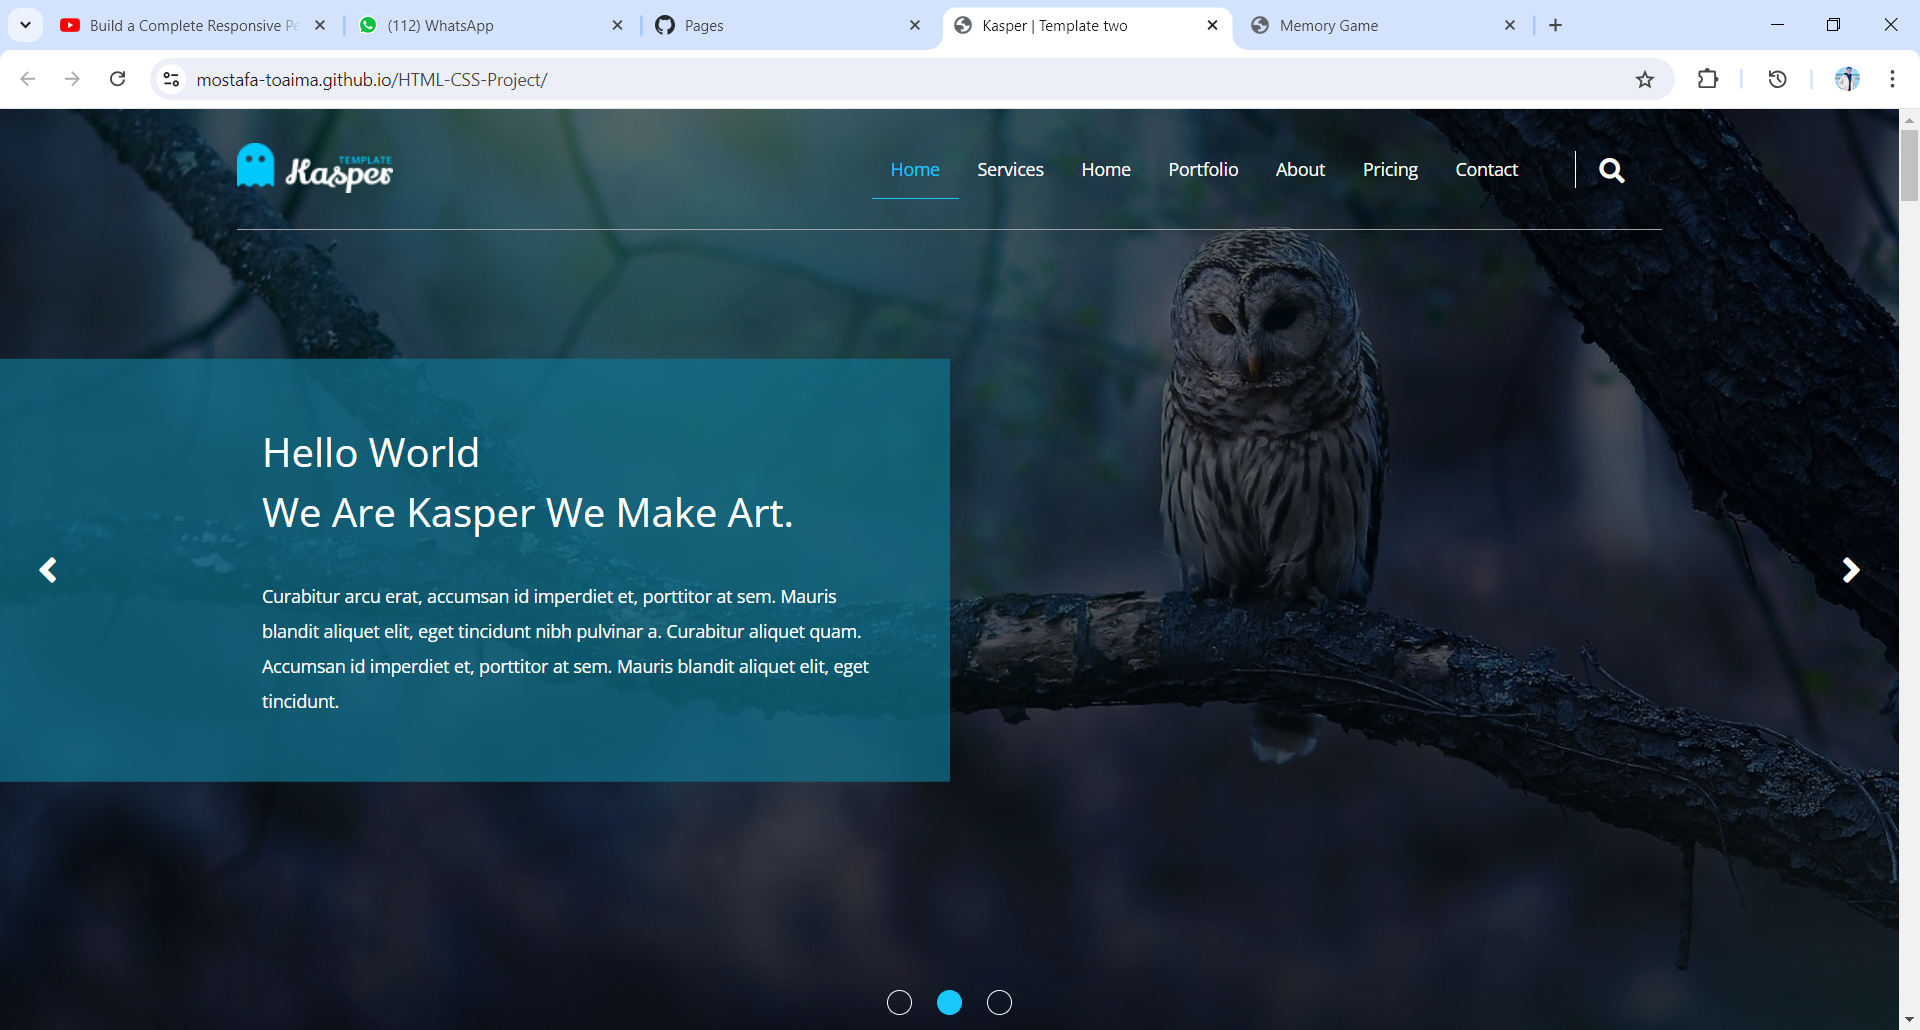 Build a Complete Responsive Pe
(112) WhatsApp
Pages
Kasper | Template two
Memory Game
mostafa-toaima.github.io/HTML-CSS-Project/
TEMPLATE
Kasper
Home
Services
Home
Portfolio
About
Pricing
Contact
Hello World
We Are Kasper We Make Art.
Curabitur arcu erat, accumsan id imperdiet et, porttitor at sem. Mauris
blandit aliquet elit, eget tincidunt nibh pulvinar a. Curabitur aliquet quam.
Accumsan id imperdiet et, porttitor at sem. Mauris blandit aliquet elit, eget
tincidunt.